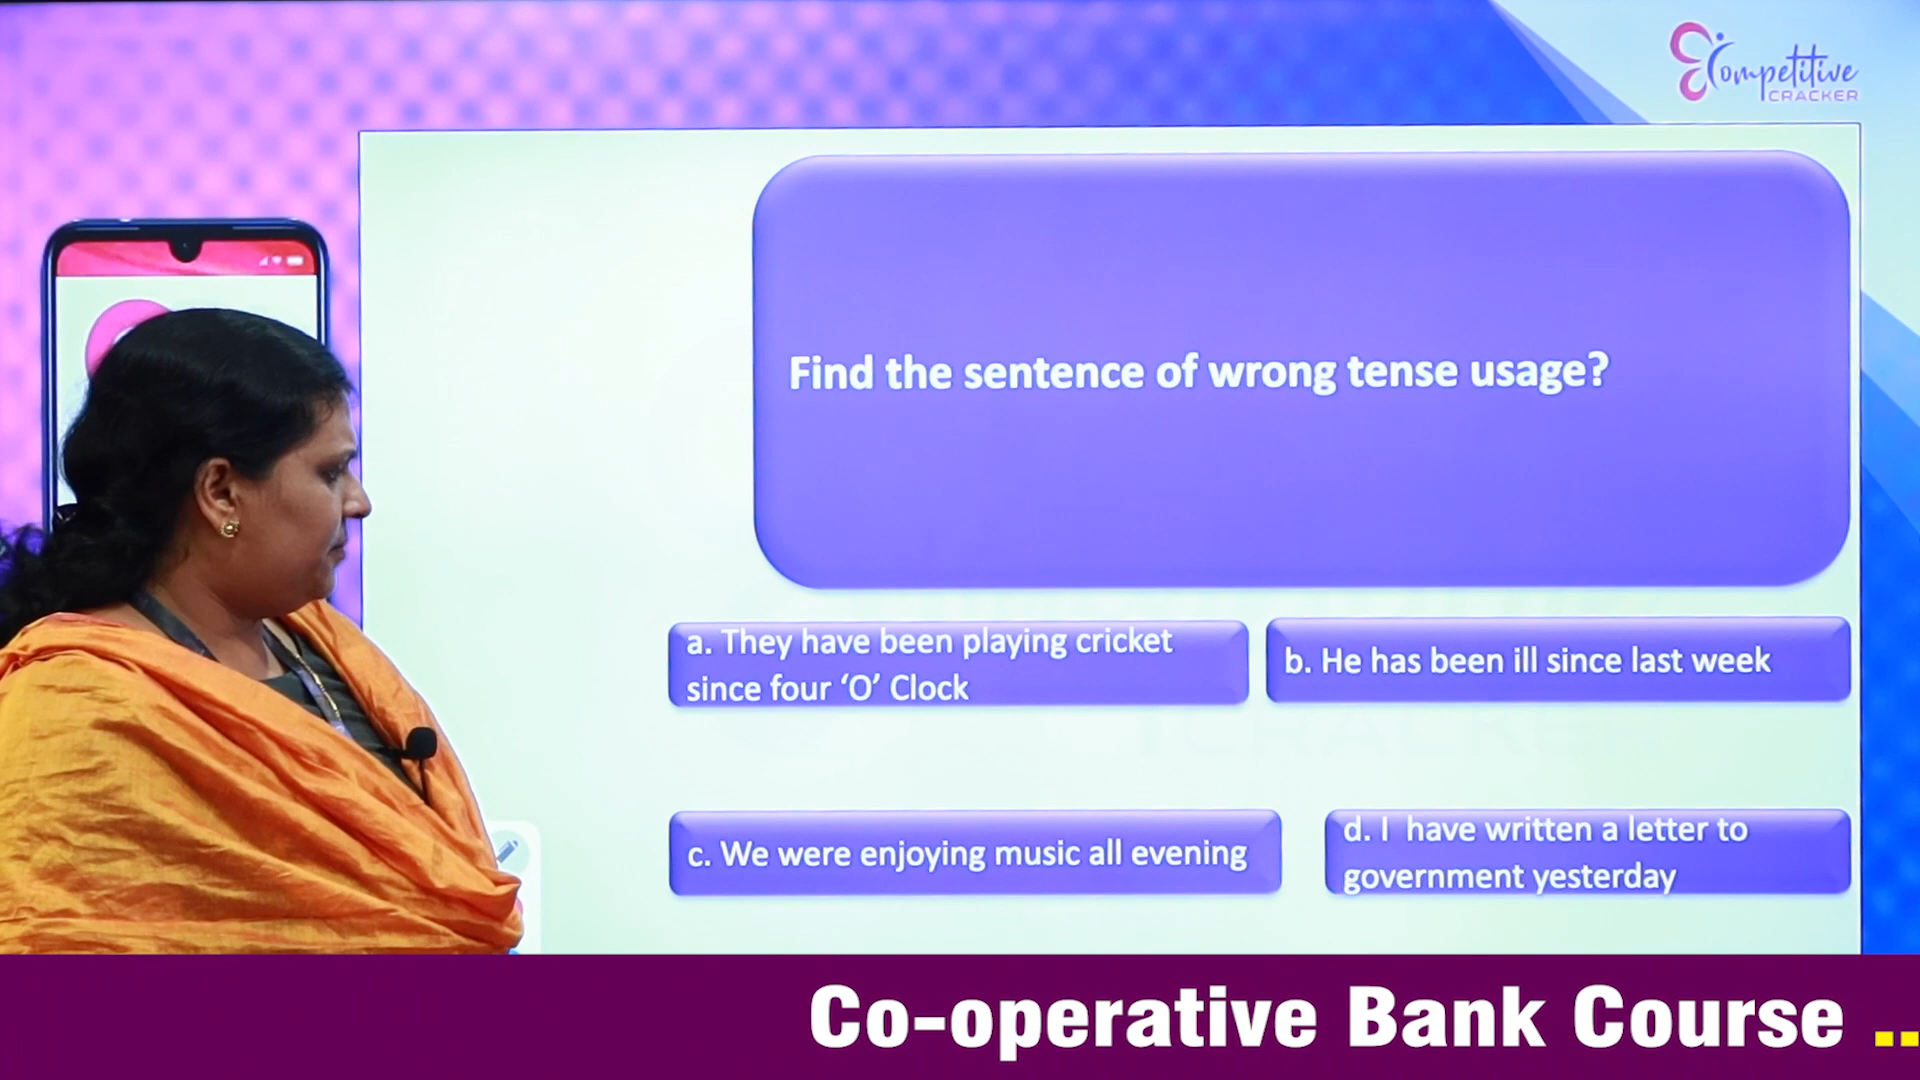 Competitive
CRACKER
Find the sentence of wrong tense usage?
a. They have been playing cricket
since four ‘O’ Clock
b. He has been ill since last week
c. We were enjoying music all evening
d. I have written a letter to
government yesterday
Co-operative Bank Course ..